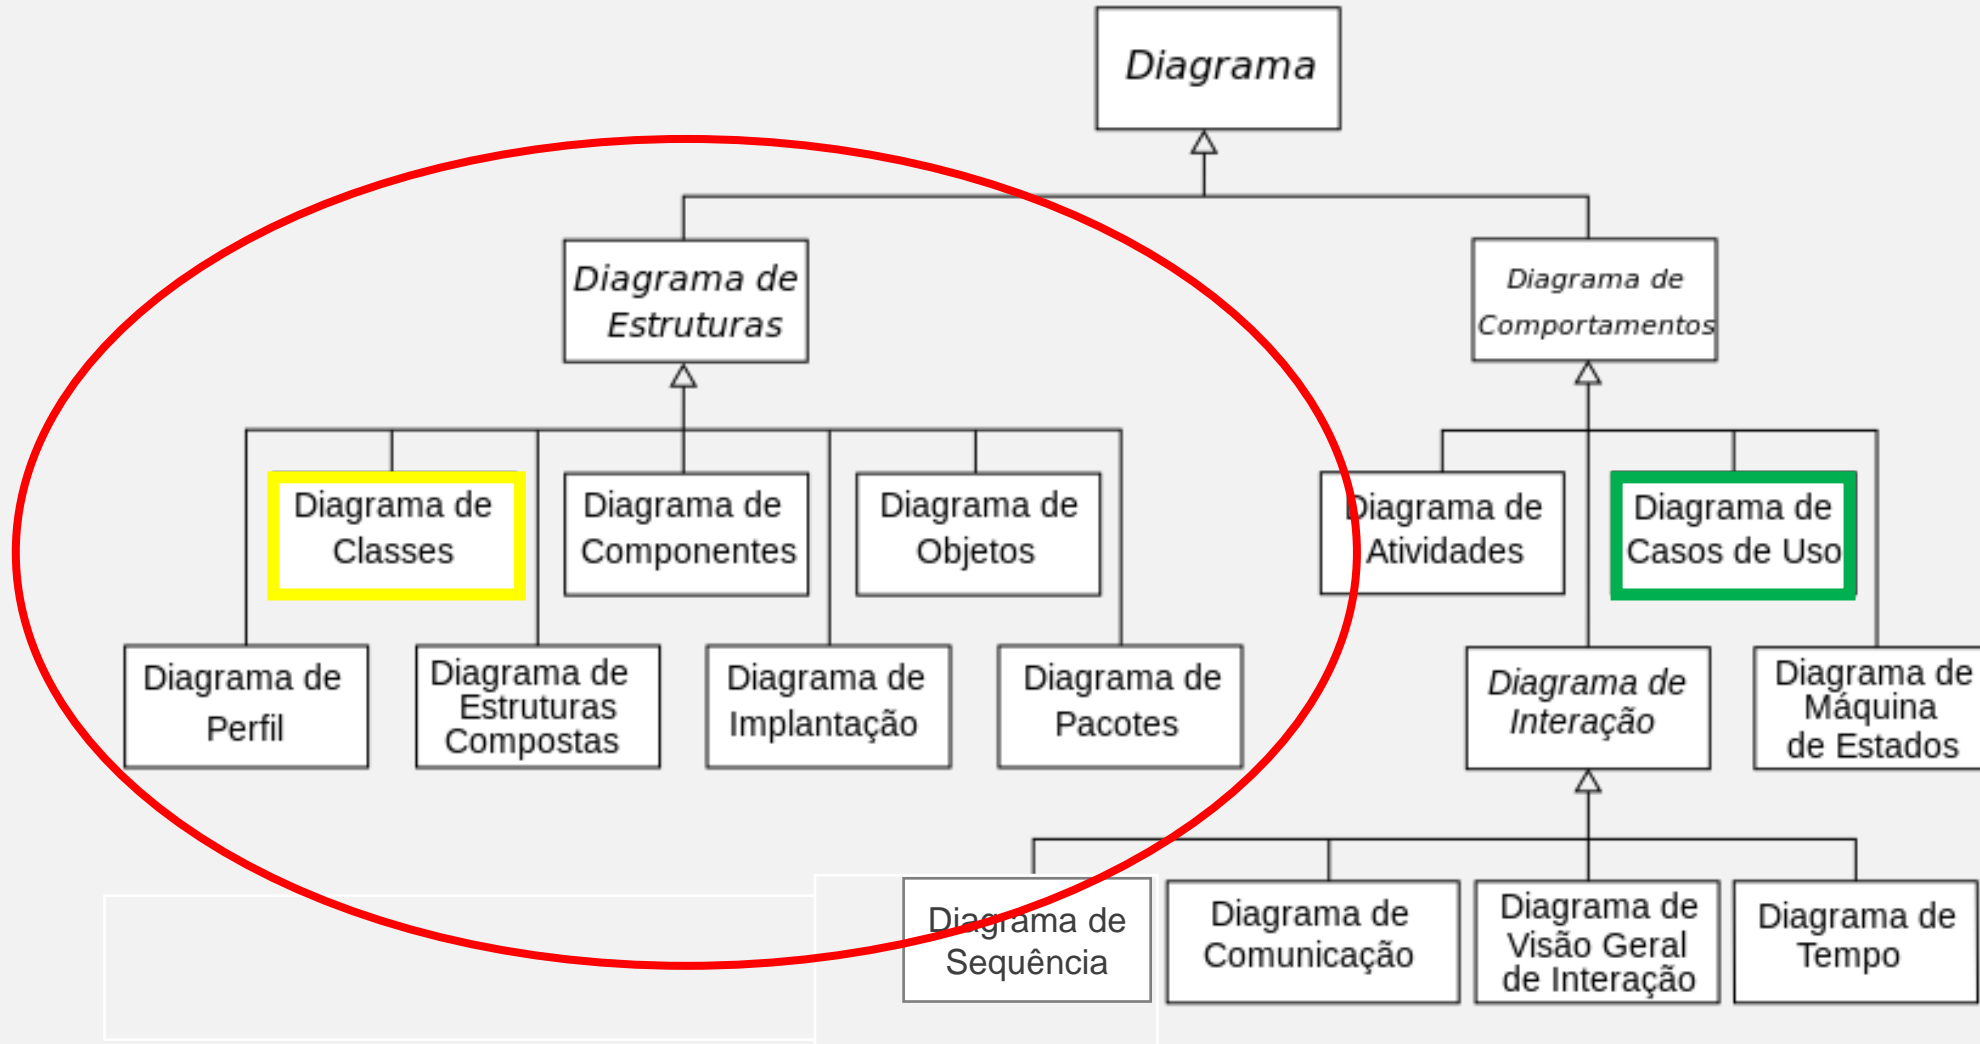 Diagrama
Diagrama de
Estruturas
Diagrama de
Comportamentos
Diagrama de
Classes
Diagrama de
Componentes
Diagrama de
Objetos
Diagrama de
Atividades
Diagrama de
Casos de Uso
Diagrama de
Perfil
Diagrama de
Estruturas
Compostas
Diagrama de
Implantação
Diagrama de
Pacotes
Diagrama de
Interação
Diagrama de
Máquina
de Estados
Diagrama de
Sequência
Diagrama de
Comunicação
Diagrama de
Visão Geral
de Interação
Diagrama de
Tempo